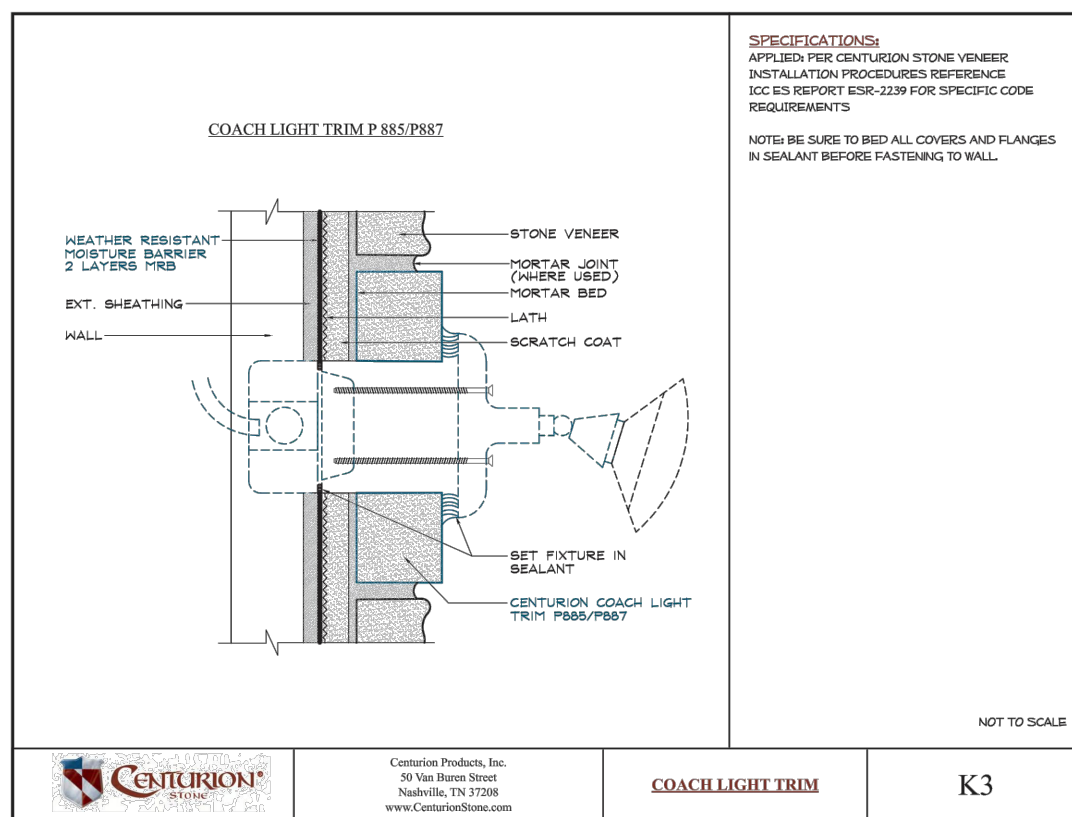 SPECIFICATIONS:
APPLIED: PER CENTURION STONE VENEER
INSTALLATION PROCEDURES REFERENCE
ICC ES REPORT ESR-2239 FOR SPECIFIC CODE
REQUIREMENTS
NOTE: BE SURE TO BED ALL COVERS AND FLANGES
IN SEALANT BEFORE FASTENING TO WALL.
COACH LIGHT TRIM P 885/P887
WEATHER RESISTANT
MOISTURE BARRIER
2 LAYERS MRB
EXT. SHEATHING
WALL
STONE VENEER
MORTAR JOINT
(WHERE USED)
MORTAR BED
LATH
SCRATCH COAT
SET FIXTURE IN
SEALANT
CENTURION COACH LIGHT
TRIM P885/P887
NOT TO SCALE
CENTURION®
STONE
Centurion Products, Inc.
50 Van Buren Street
Nashville, TN 37208
www.CenturionStone.com
COACH LIGHT TRIM
K3